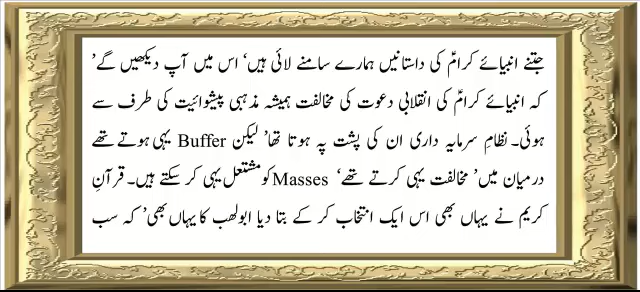 جتنے انبیائے کرامؑ کی داستانیں ہمارے سامنے لائی ہیں‘ اس میں آپ دیکھیں گے’
کہ انبیائے کرامؑ کی انقلابی دعوت کی مخالفت ہمیشہ مذہبی پیشوائیت کی طرف سے
ہوئی۔ نظامِ سرمایہ داری ان کی پشت پہ ہوتا تھا’ لیکن Buffer یہی ہوتے تھے
درمیان میں’ مخالفت یہی کرتے تھے‘ Masses کو مشتعل یہی کر سکتے ہیں۔ قرآنِ
کریم نے یہاں بھی اس ایک انتخاب کر کے بتا دیا ابولھب کا یہاں بھی’ کہ سب